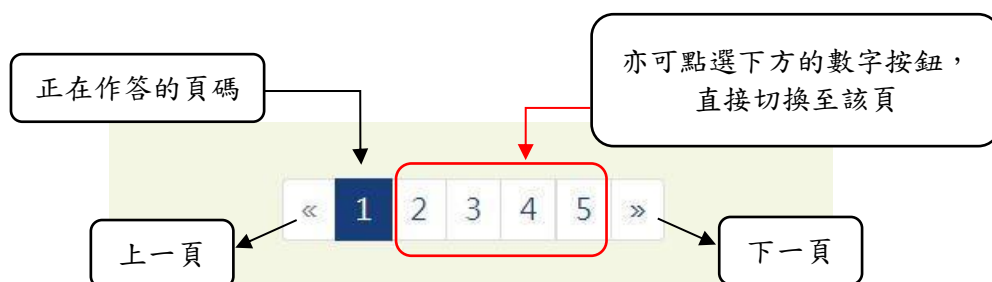 亦可點選下方的數字按鈕，
直接切換至該頁
正在作答的頁碼
« 1 2 3 4 5 »
上一頁
下一頁